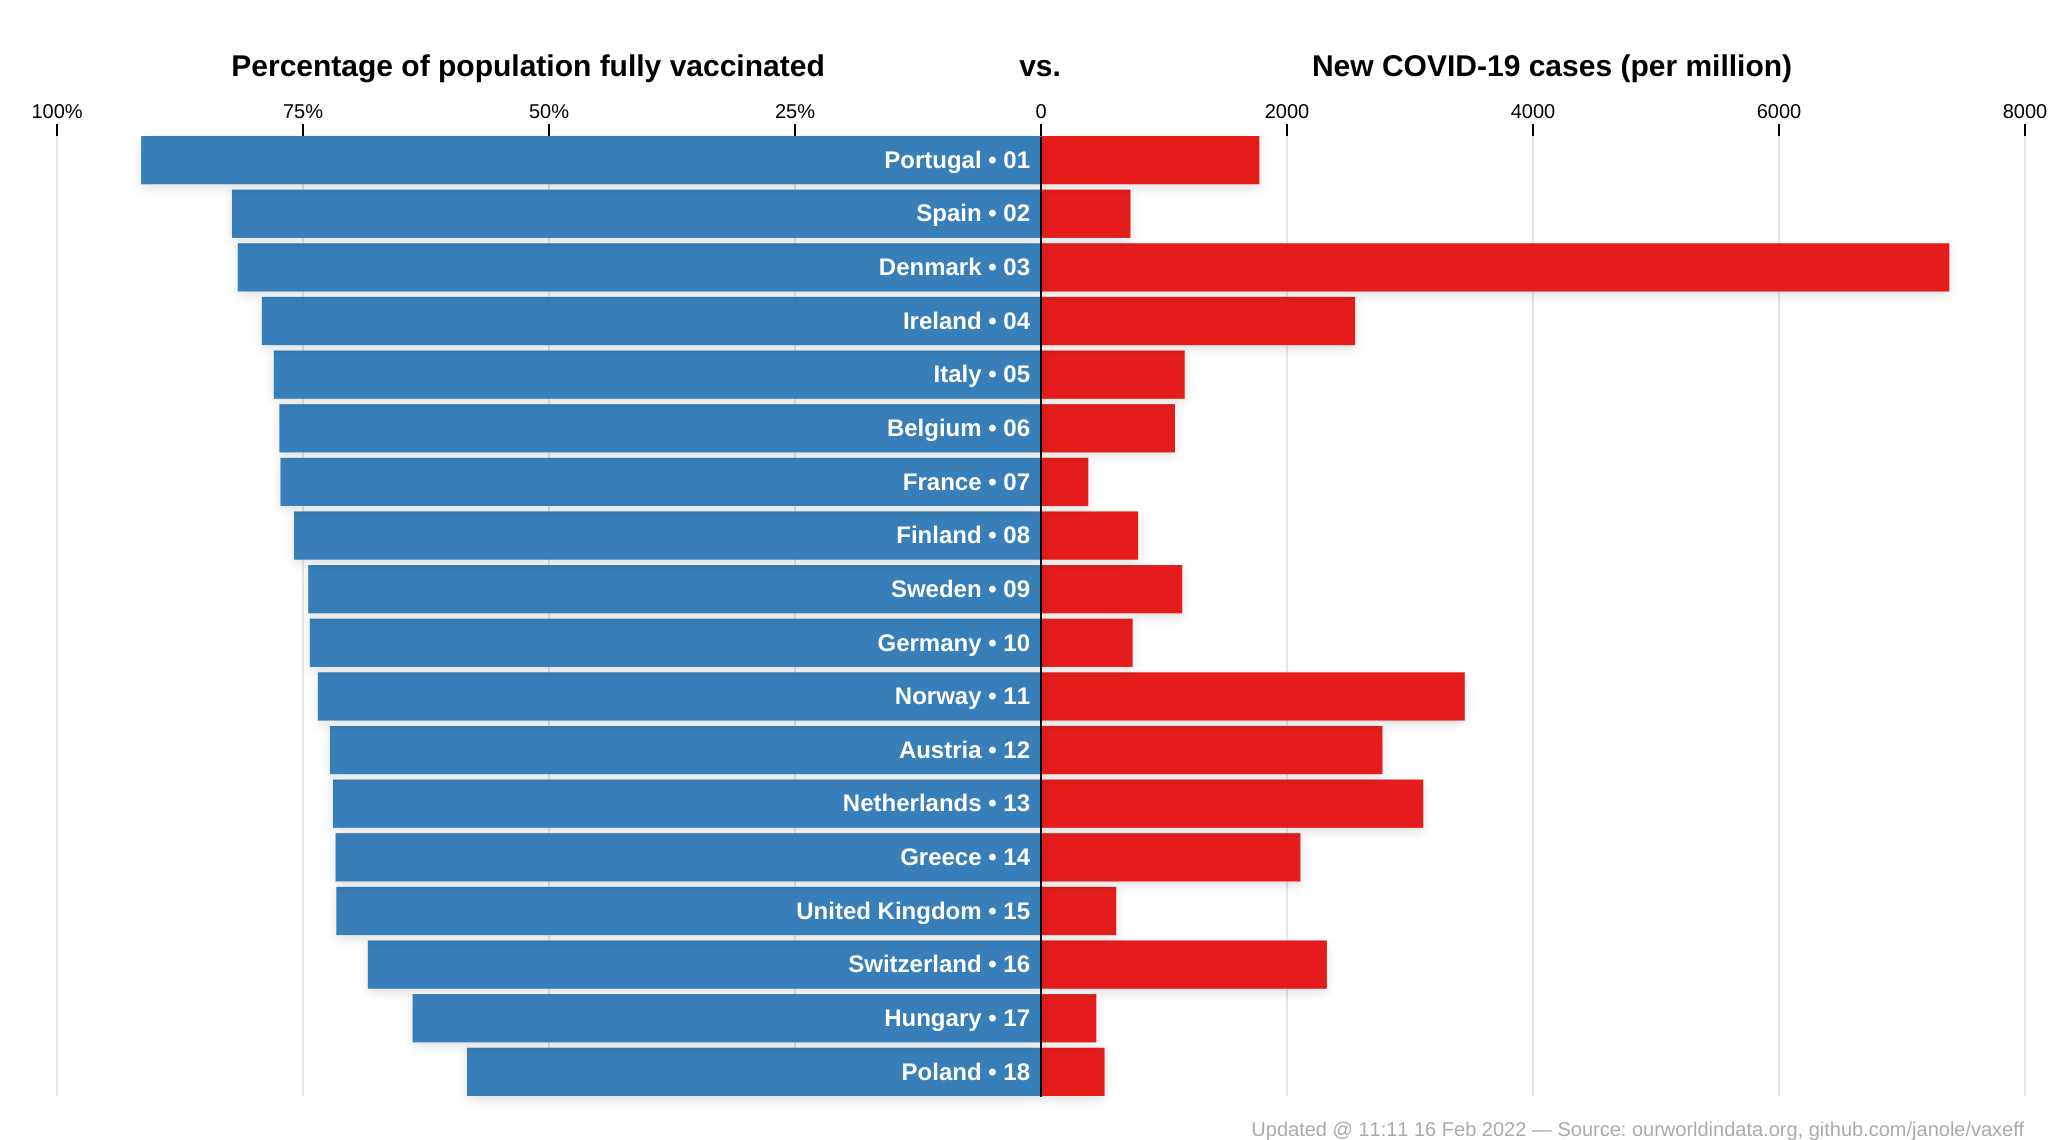 Percentage of population fully vaccinated vs. New COVID-19 cases (per million)
100% 75% 50% 25% 0 2000 4000 6000 8000
Portugal • 01
Spain • 02
Denmark • 03
Ireland • 04
Italy • 05
Belgium • 06
France • 07
Finland • 08
Sweden • 09
Germany • 10
Norway • 11
Austria • 12
Netherlands • 13
Greece • 14
United Kingdom • 15
Switzerland • 16
Hungary • 17
Poland • 18
Updated @ 11:11 16 Feb 2022 — Source: ourworldindata.org, github.com/janole/vaxeff